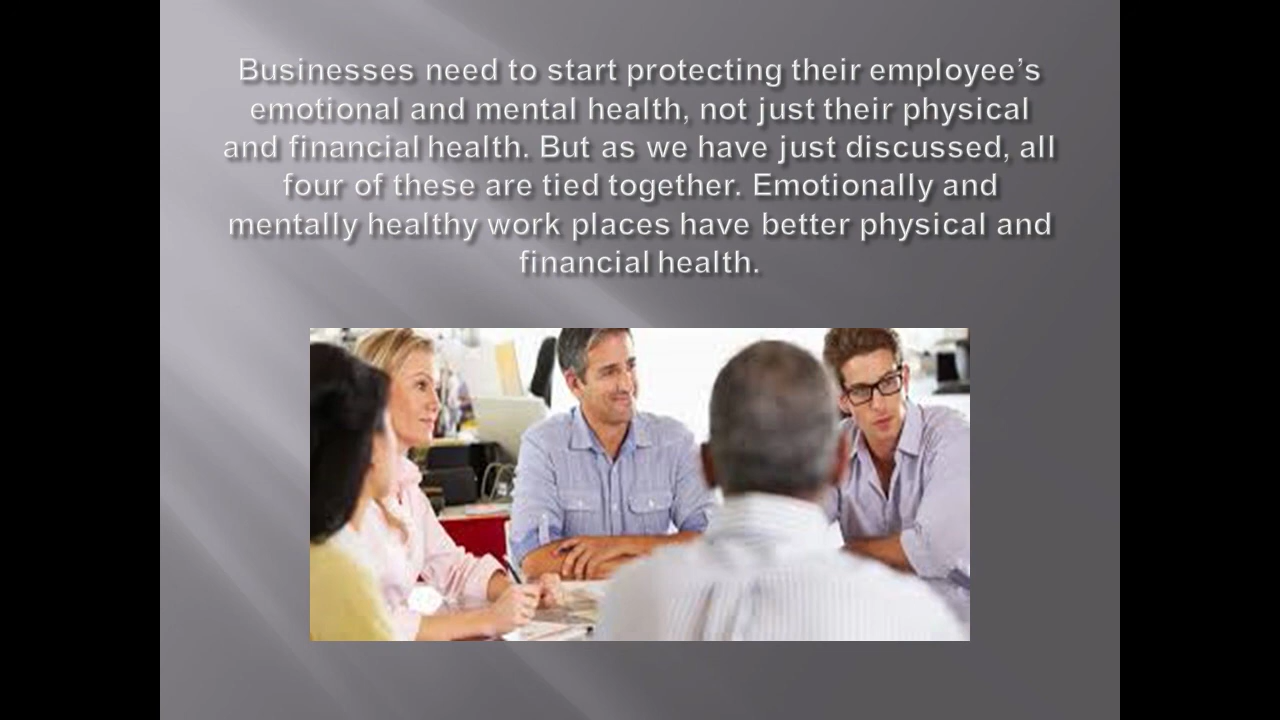 Businesses need to start protecting their employee’s
emotional and mental health, not just their physical
and financial health. But as we have just discussed, all
four of these are tied together. Emotionally and
mentally healthy work places have better physical and
financial health.